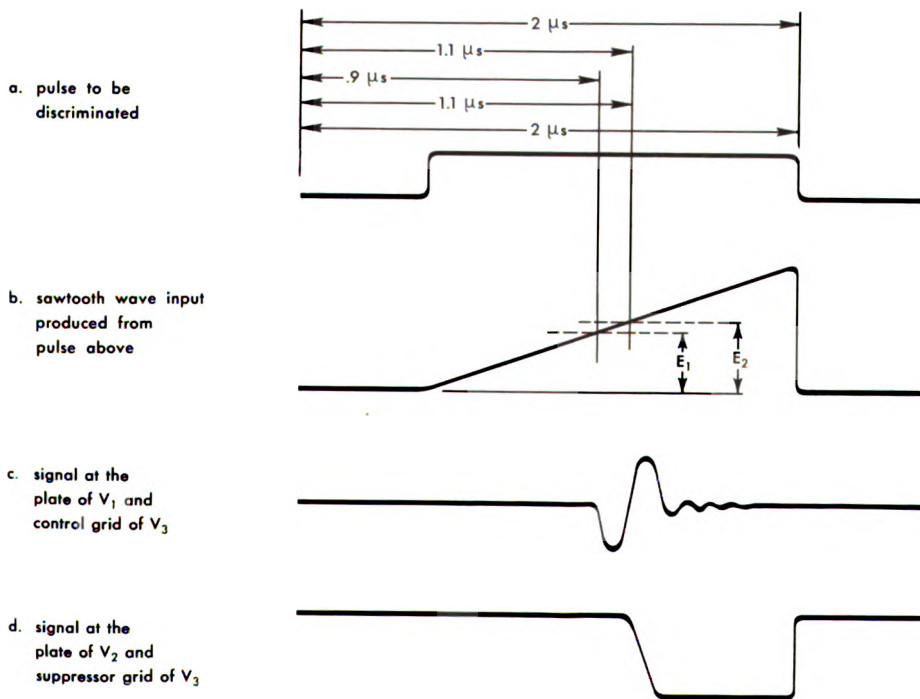 2 μs
1.1 μs
.9 μs
1.1 μs
2 μs
a. pulse to be
discriminated
b. sawtooth wave input
produced from
pulse above
E₁
E₂
c. signal at the
plate of V₁ and
control grid of V₃
d. signal at the
plate of V₂ and
suppressor grid of V₃